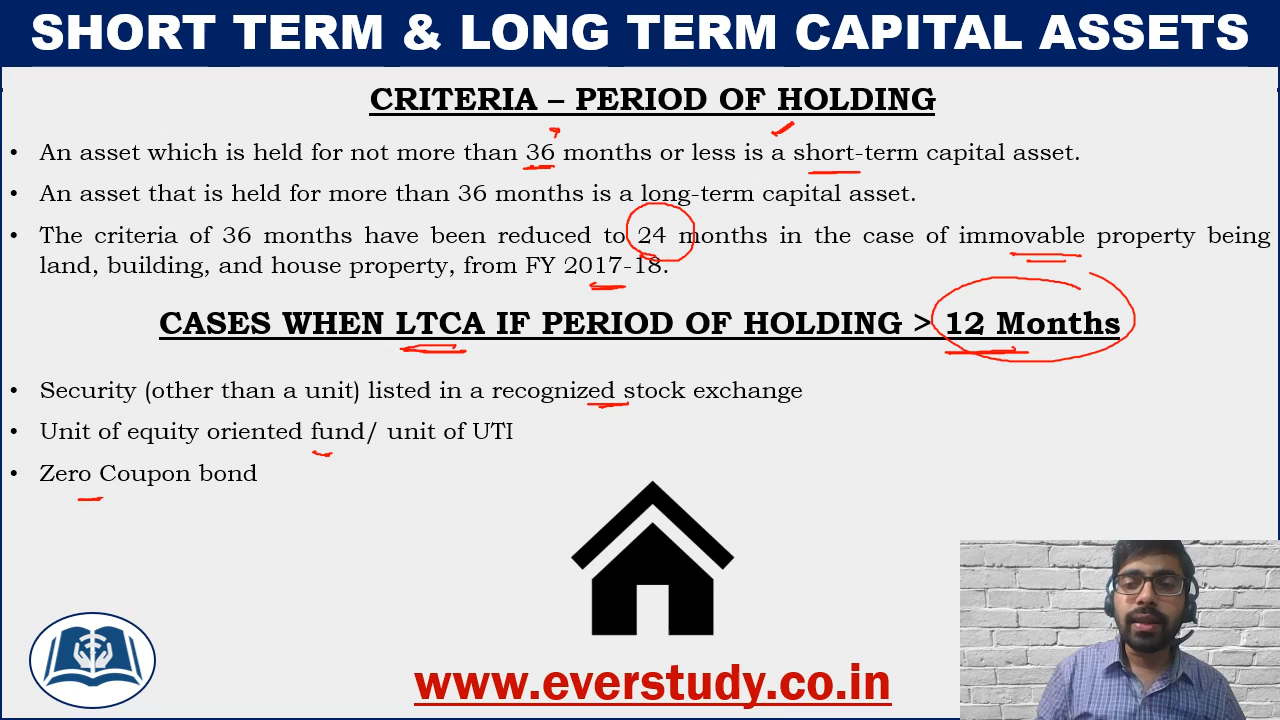 SHORT TERM & LONG TERM CAPITAL ASSETS
CRITERIA – PERIOD OF HOLDING
• An asset which is held for not more than 36 months or less is a short-term capital asset.
• An asset that is held for more than 36 months is a long-term capital asset.
• The criteria of 36 months have been reduced to 24 months in the case of immovable property being
land, building, and house property, from FY 2017-18.
CASES WHEN LTCA IF PERIOD OF HOLDING > 12 Months
• Security (other than a unit) listed in a recognized stock exchange
• Unit of equity oriented fund/ unit of UTI
• Zero Coupon bond
www.everstudy.co.in